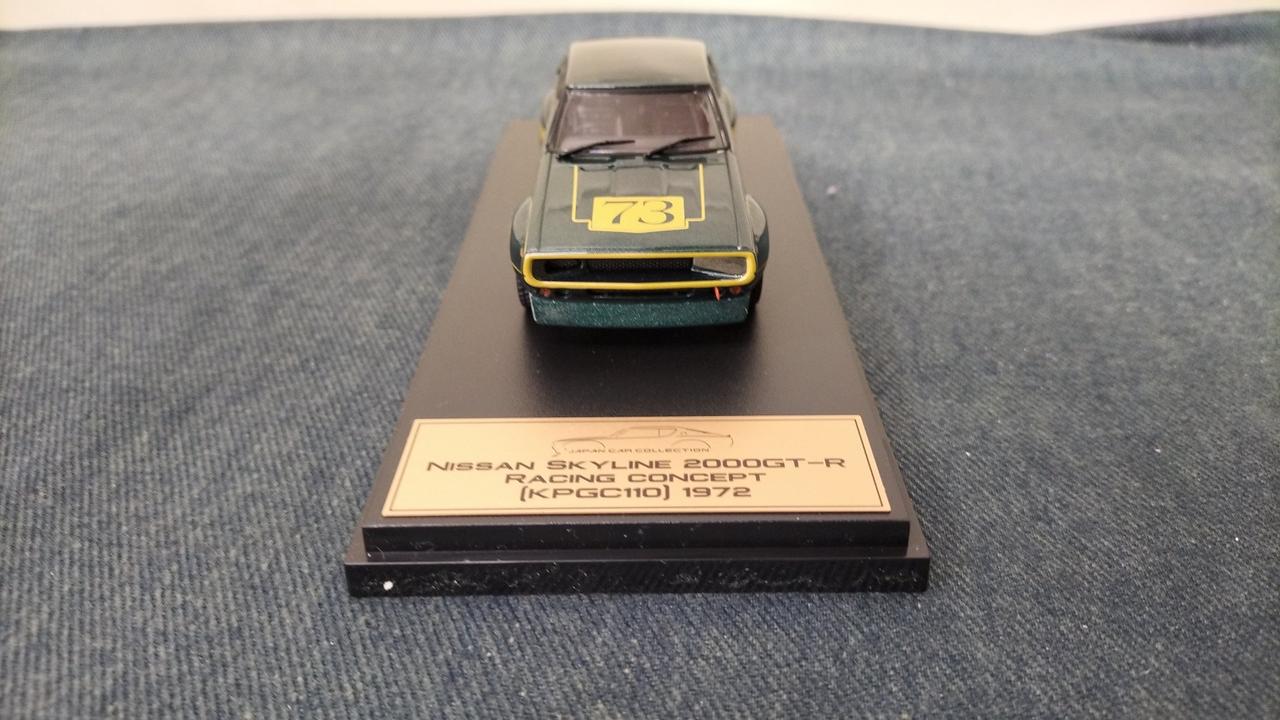 73
JAPAN CAR COLLECTION
NISSAN SKYLINE 2000GT-R
RACING CONCEPT
(KPGC110) 1972